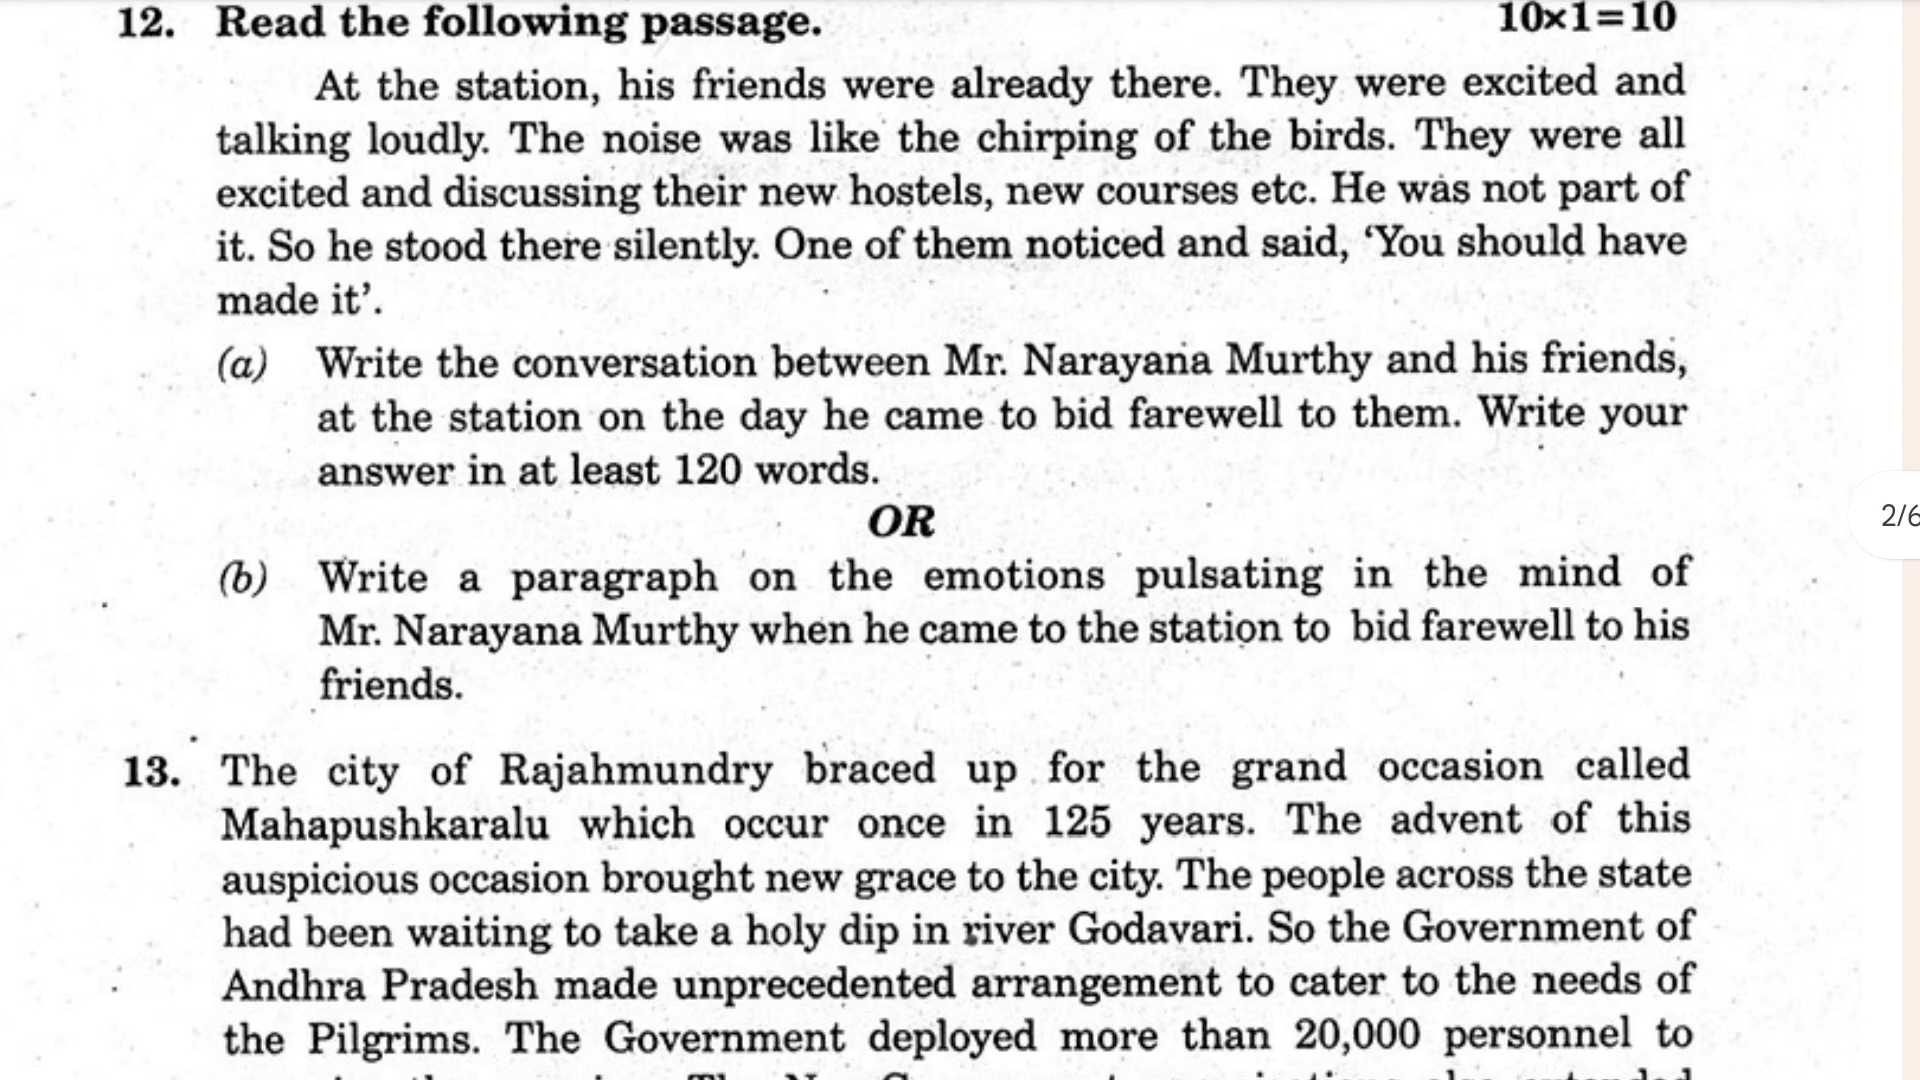 12. Read the following passage. 10×1=10
At the station, his friends were already there. They were excited and
talking loudly. The noise was like the chirping of the birds. They were all
excited and discussing their new hostels, new courses etc. He was not part of
it. So he stood there silently. One of them noticed and said, ‘You should have
made it’.
(a) Write the conversation between Mr. Narayana Murthy and his friends,
at the station on the day he came to bid farewell to them. Write your
answer in at least 120 words.
OR
(b) Write a paragraph on the emotions pulsating in the mind of
Mr. Narayana Murthy when he came to the station to bid farewell to his
friends.
2/6
13. The city of Rajahmundry braced up for the grand occasion called
Mahapushkaralu which occur once in 125 years. The advent of this
auspicious occasion brought new grace to the city. The people across the state
had been waiting to take a holy dip in river Godavari. So the Government of
Andhra Pradesh made unprecedented arrangement to cater to the needs of
the Pilgrims. The Government deployed more than 20,000 personnel to